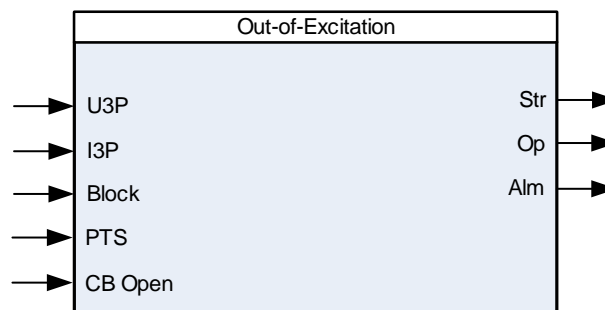 Out-of-Excitation
U3P
Str
I3P
Op
Block
Alm
PTS
CB Open